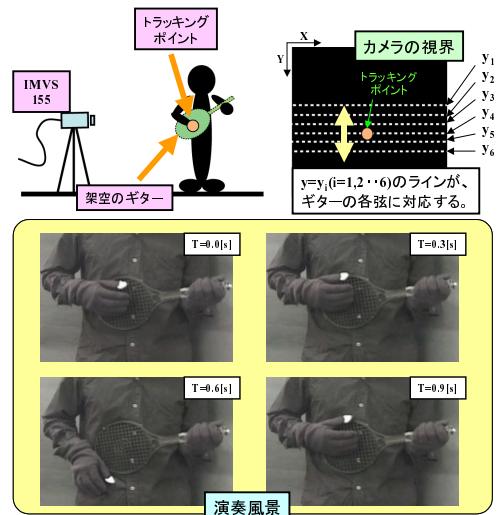 トラッキング
ポイント
IMVS
155
架空のギター
カメラの視界
X
Y
トラッキング
ポイント
y1
y2
y3
y4
y5
y6
y=yi(i=1,2‥6)のラインが、
ギターの各弦に対応する。
T=0.0[s]
T=0.3[s]
T=0.6[s]
T=0.9[s]
演奏風景